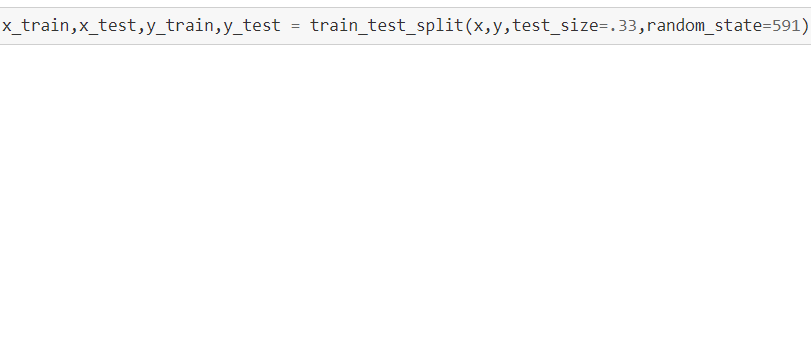 x_train,x_test,y_train,y_test = train_test_split(x,y,test_size=.33,random_state=591)